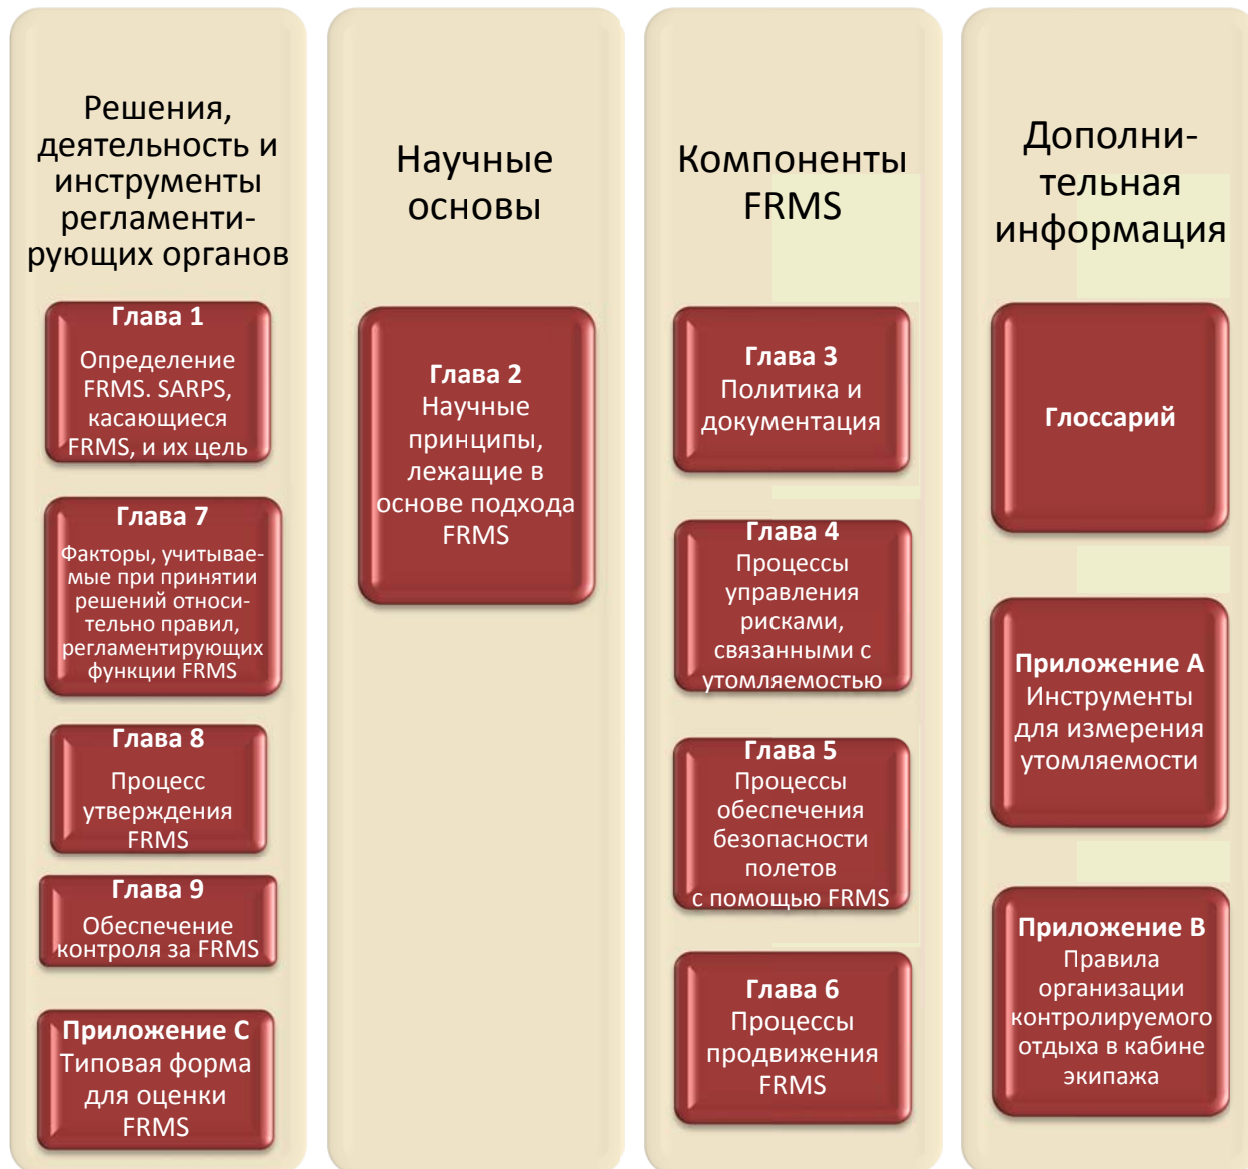 Решения,
деятельность и
инструменты
регламенти-
рующих органов
Глава 1
Определение
FRMS. SARPS,
касающиеся
FRMS, и их цель
Глава 7
Факторы, учитывае-
мые при принятии
решений относи-
тельно правил,
регламентирующих
функции FRMS
Глава 8
Процесс
утверждения
FRMS
Глава 9
Обеспечение
контроля за FRMS
Приложение С
Типовая форма
для оценки
FRMS
Научные
основы
Глава 2
Научные
принципы,
лежащие в
основе подхода
FRMS
Компоненты
FRMS
Глава 3
Политика и
документация
Глава 4
Процессы
управления
рисками,
связанными с
утомляемостью
Глава 5
Процессы
обеспечения
безопасности
полетов
с помощью FRMS
Глава 6
Процессы
продвижения
FRMS
Дополни-
тельная
информация
Глоссарий
Приложение А
Инструменты
для измерения
утомляемости
Приложение В
Правила
организации
контролируемого
отдыха в кабине
экипажа